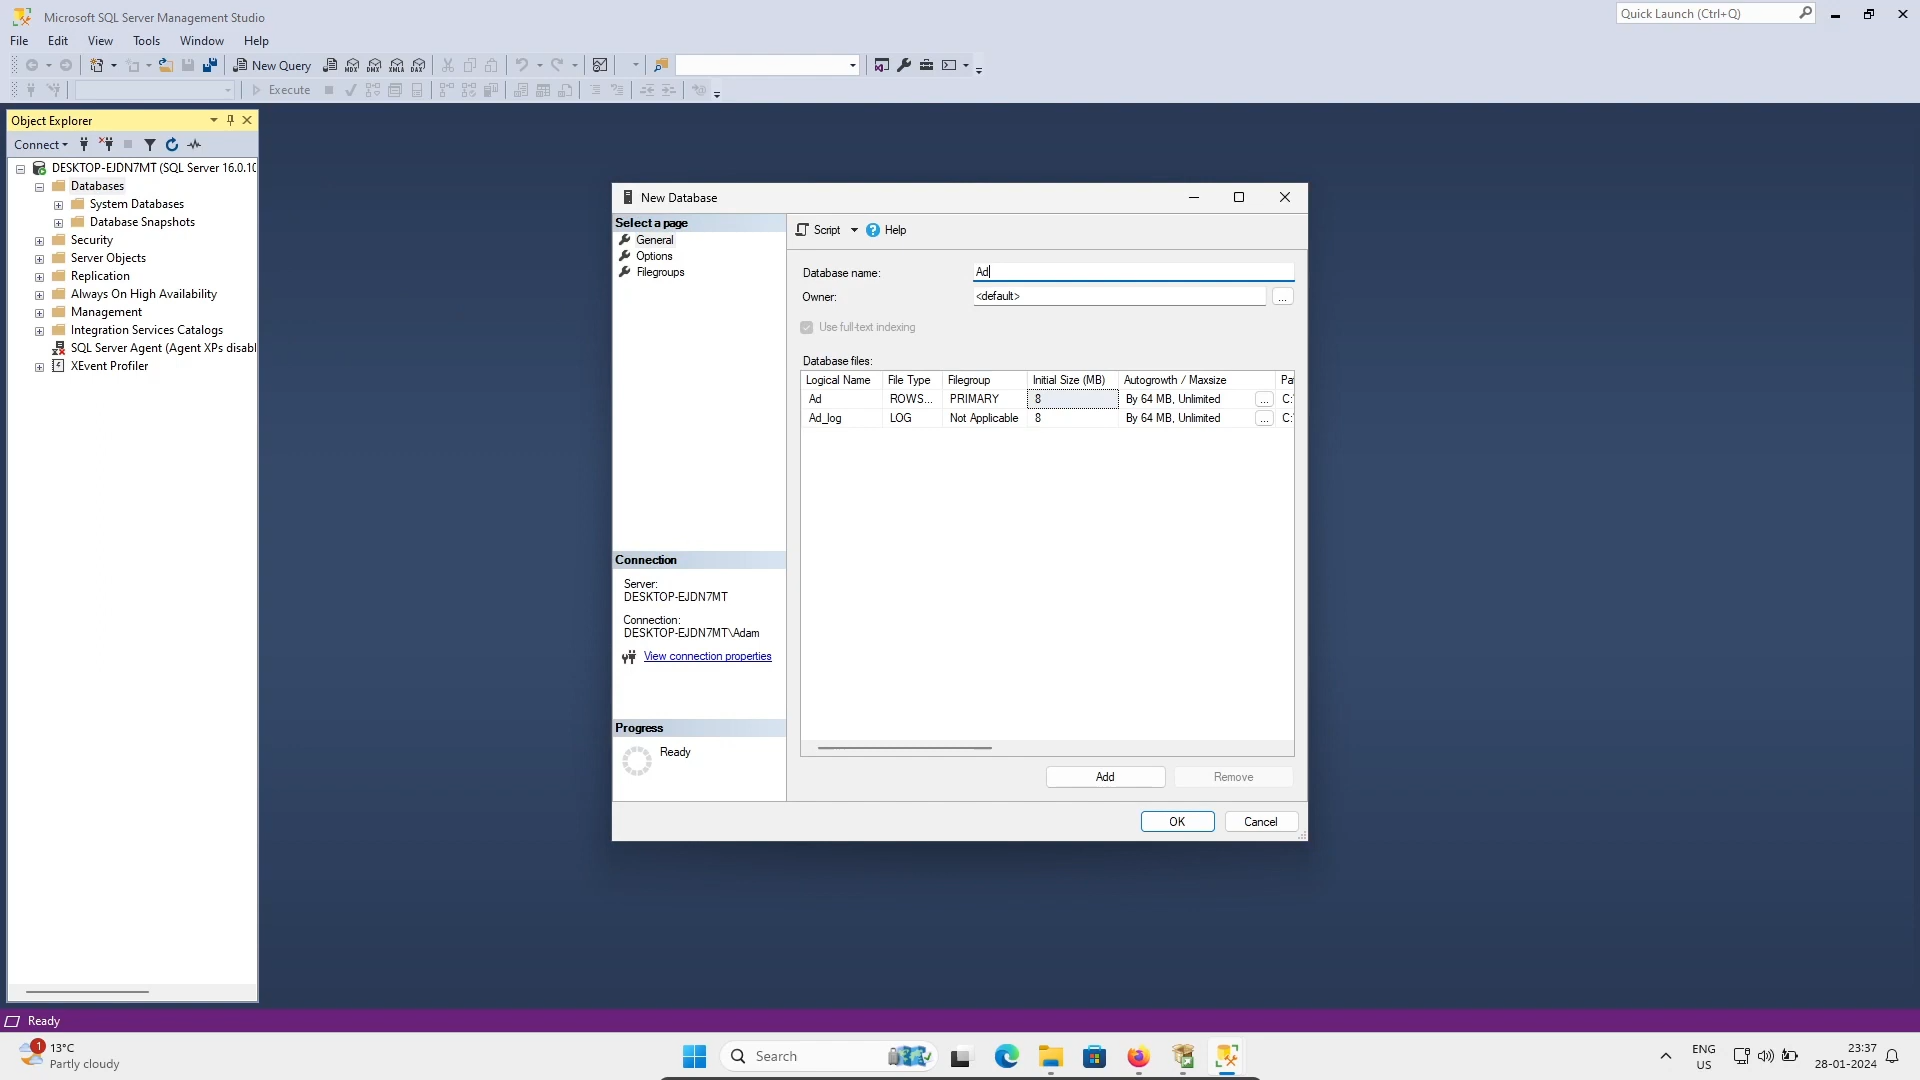 Microsoft SQL Server Management Studio
Quick Launch (Ctrl+Q)
File Edit View Tools Window Help
New Query
MDX DMX XMLA DAX
Execute
Object Explorer
Connect
DESKTOP-EJDN7MT (SQL Server 16.0.10
Databases
System Databases
Database Snapshots
Security
Server Objects
Replication
Always On High Availability
Management
Integration Services Catalogs
SQL Server Agent (Agent XPs disabl
XEvent Profiler
New Database
Select a page
General
Options
Filegroups
Script Help
Database name: Ad
Owner: <default> ...
Use full-text indexing
Database files:
Logical Name File Type Filegroup Initial Size (MB) Autogrowth / Maxsize Pa
Ad ROWS... PRIMARY 8 By 64 MB, Unlimited ... C:
Ad_log LOG Not Applicable 8 By 64 MB, Unlimited ... C:
Connection
Server:
DESKTOP-EJDN7MT
Connection:
DESKTOP-EJDN7MT\Adam
View connection properties
Progress
Ready
Add Remove
OK Cancel
Ready
1
13°C
Partly cloudy
Search
ENG
US
23:37
28-01-2024